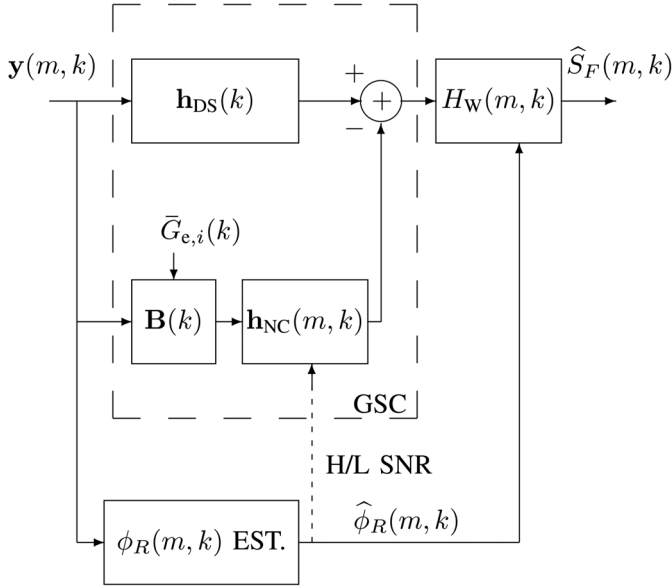 y(m, k)
h_DS(k)
+
−
+
H_W(m, k)
Ŝ_F(m, k)
Ḡ_e,i(k)
B(k)
h_NC(m, k)
GSC
H/L SNR
ϕ_R(m, k) EST.
ϕ̂_R(m, k)